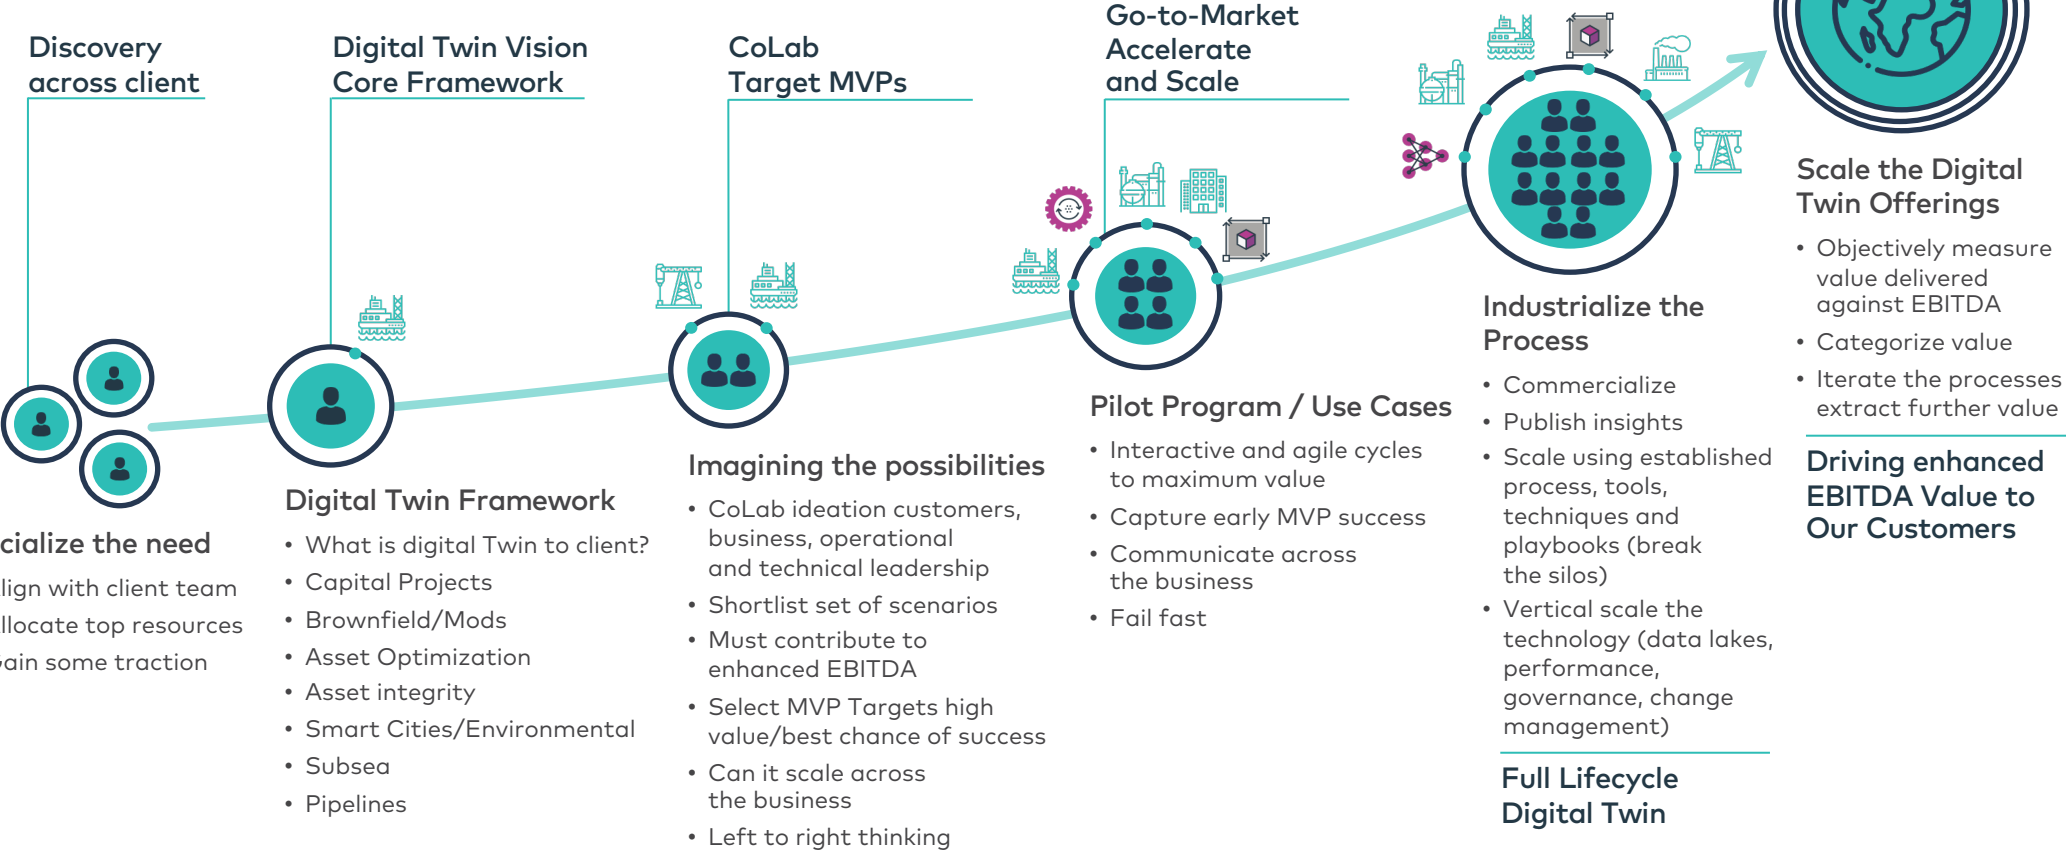 Discovery
across client
cialize the need
lign with client team
llocate top resources
ain some traction
Digital Twin Vision
Core Framework
Digital Twin Framework
• What is digital Twin to client?
• Capital Projects
• Brownfield/Mods
• Asset Optimization
• Asset integrity
• Smart Cities/Environmental
• Subsea
• Pipelines
CoLab
Target MVPs
Imagining the possibilities
• CoLab ideation customers,
business, operational
and technical leadership
• Shortlist set of scenarios
• Must contribute to
enhanced EBITDA
• Select MVP Targets high
value/best chance of success
• Can it scale across
the business
• Left to right thinking
Go-to-Market
Accelerate
and Scale
Pilot Program / Use Cases
• Interactive and agile cycles
to maximum value
• Capture early MVP success
• Communicate across
the business
• Fail fast
Industrialize the
Process
• Commercialize
• Publish insights
• Scale using established
process, tools,
techniques and
playbooks (break
the silos)
• Vertical scale the
technology (data lakes,
performance,
governance, change
management)
Full Lifecycle
Digital Twin
Scale the Digital
Twin Offerings
• Objectively measure
value delivered
against EBITDA
• Categorize value
• Iterate the processes
extract further value
Driving enhanced
EBITDA Value to
Our Customers